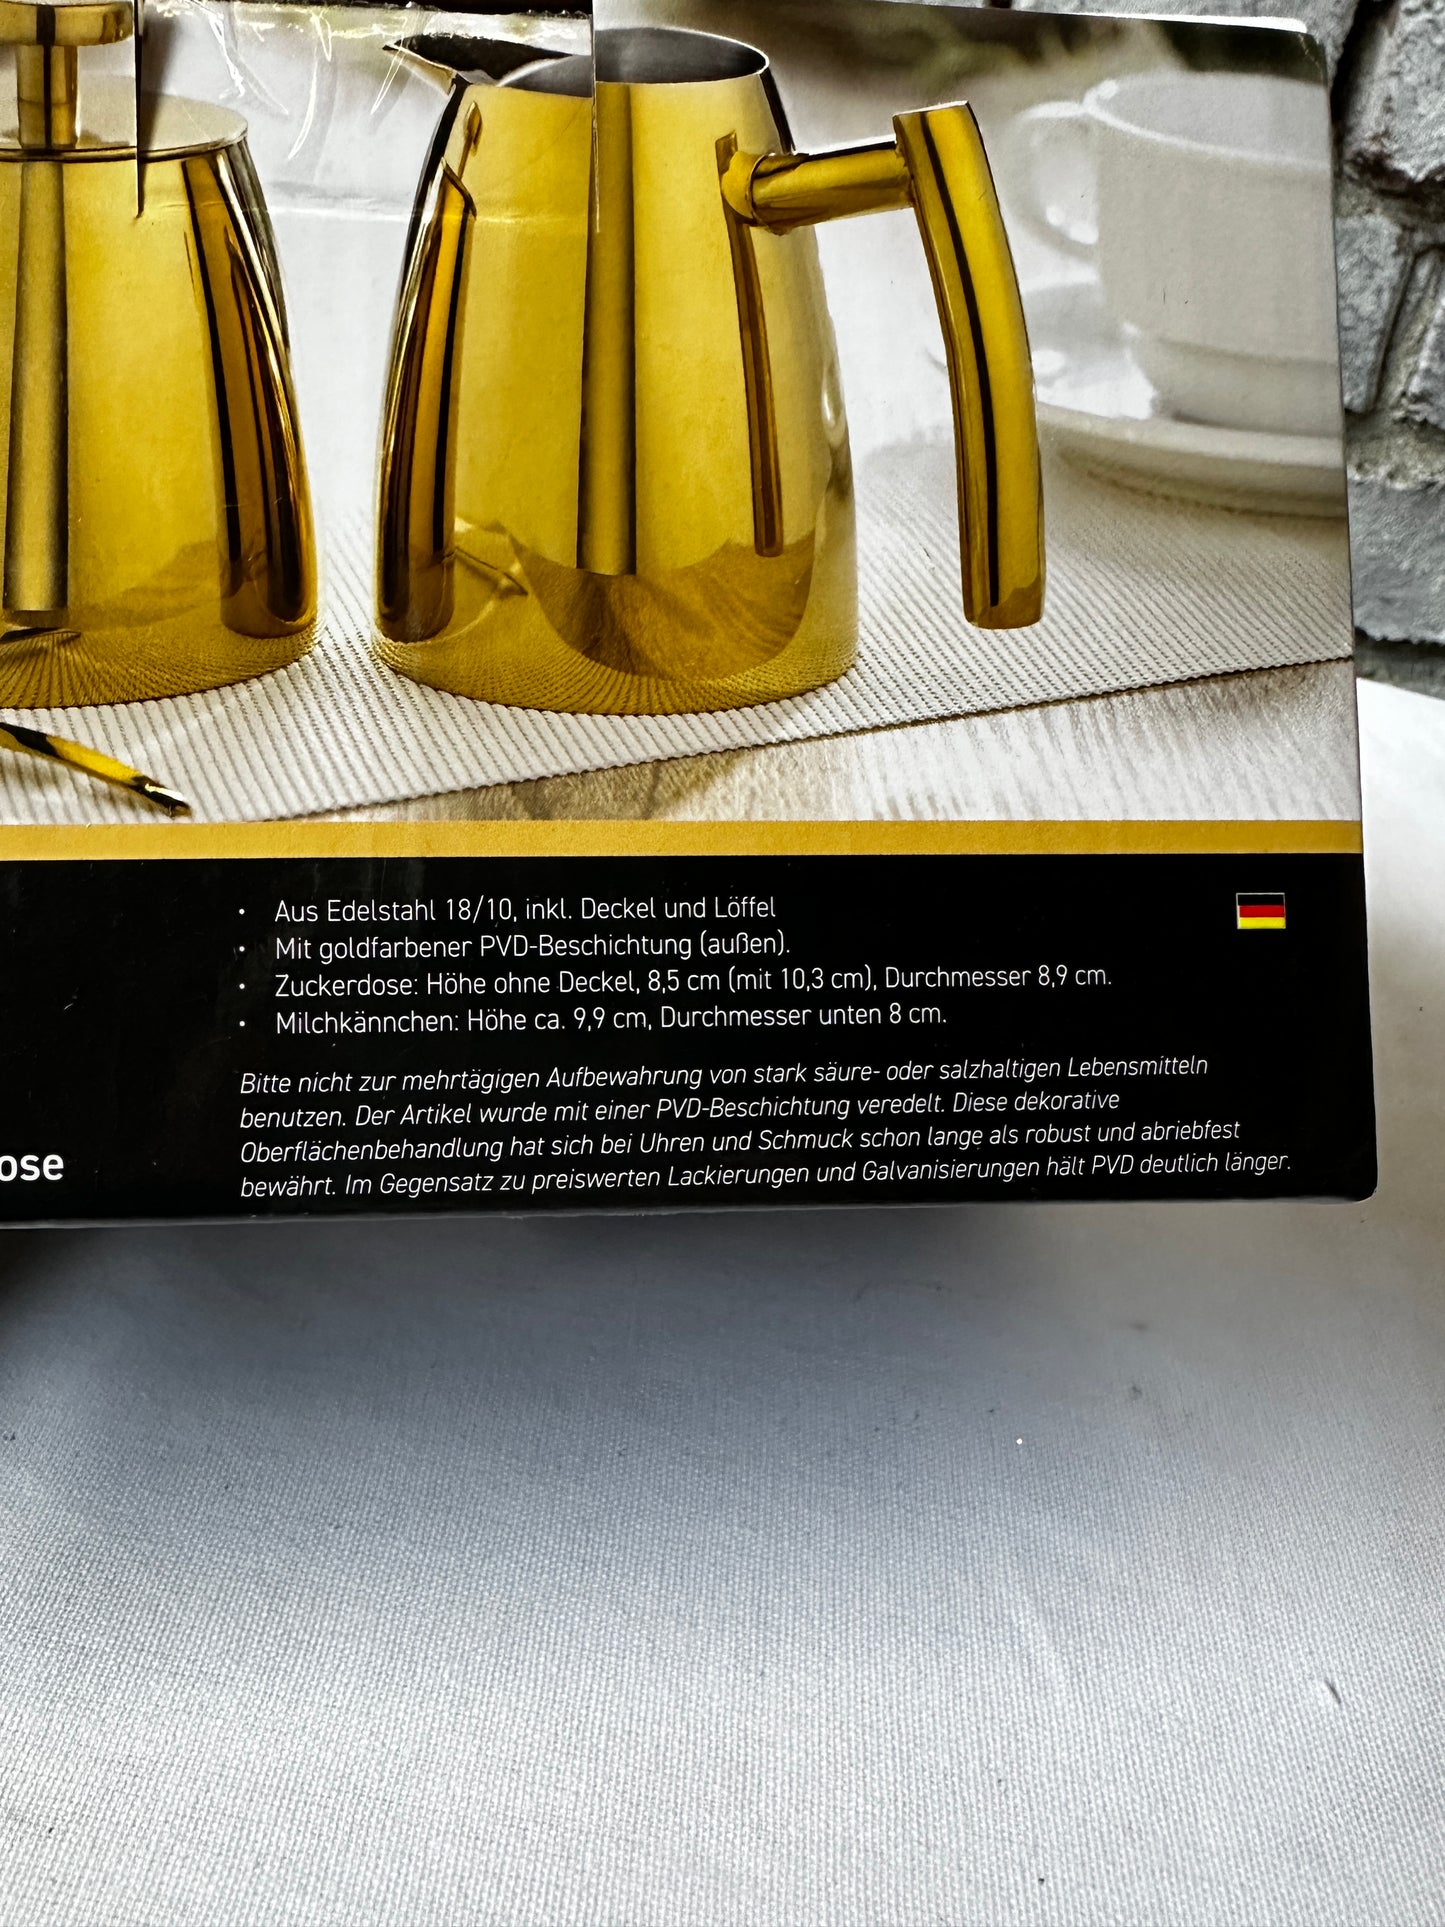 • Aus Edelstahl 18/10, inkl. Deckel und Löffel
• Mit goldfarbener PVD-Beschichtung (außen).
• Zuckerdose: Höhe ohne Deckel, 8,5 cm (mit 10,3 cm), Durchmesser 8,9 cm.
• Milchkännchen: Höhe ca. 9,9 cm, Durchmesser unten 8 cm.
Bitte nicht zur mehrtägigen Aufbewahrung von stark säure- oder salzhaltigen Lebensmitteln
benutzen. Der Artikel wurde mit einer PVD-Beschichtung veredelt. Diese dekorative
Oberflächenbehandlung hat sich bei Uhren und Schmuck schon lange als robust und abriebfest
bewährt. Im Gegensatz zu preiswerten Lackierungen und Galvanisierungen hält PVD deutlich länger.
ose